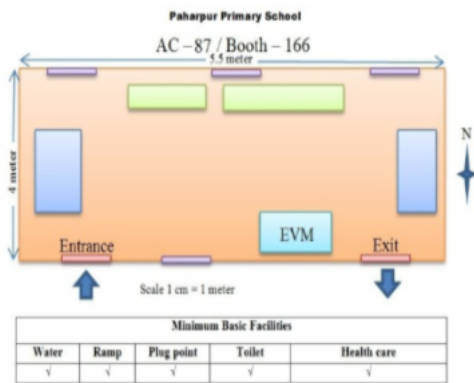 Paharpur Primary School
AC – 87 / Booth – 166
5.5 meter
4 meter
N
EVM
Entrance
Exit
Scale 1 cm = 1 meter
Minimum Basic Facilities
Water Ramp Plug point Toilet Health care
√ √ √ √ √